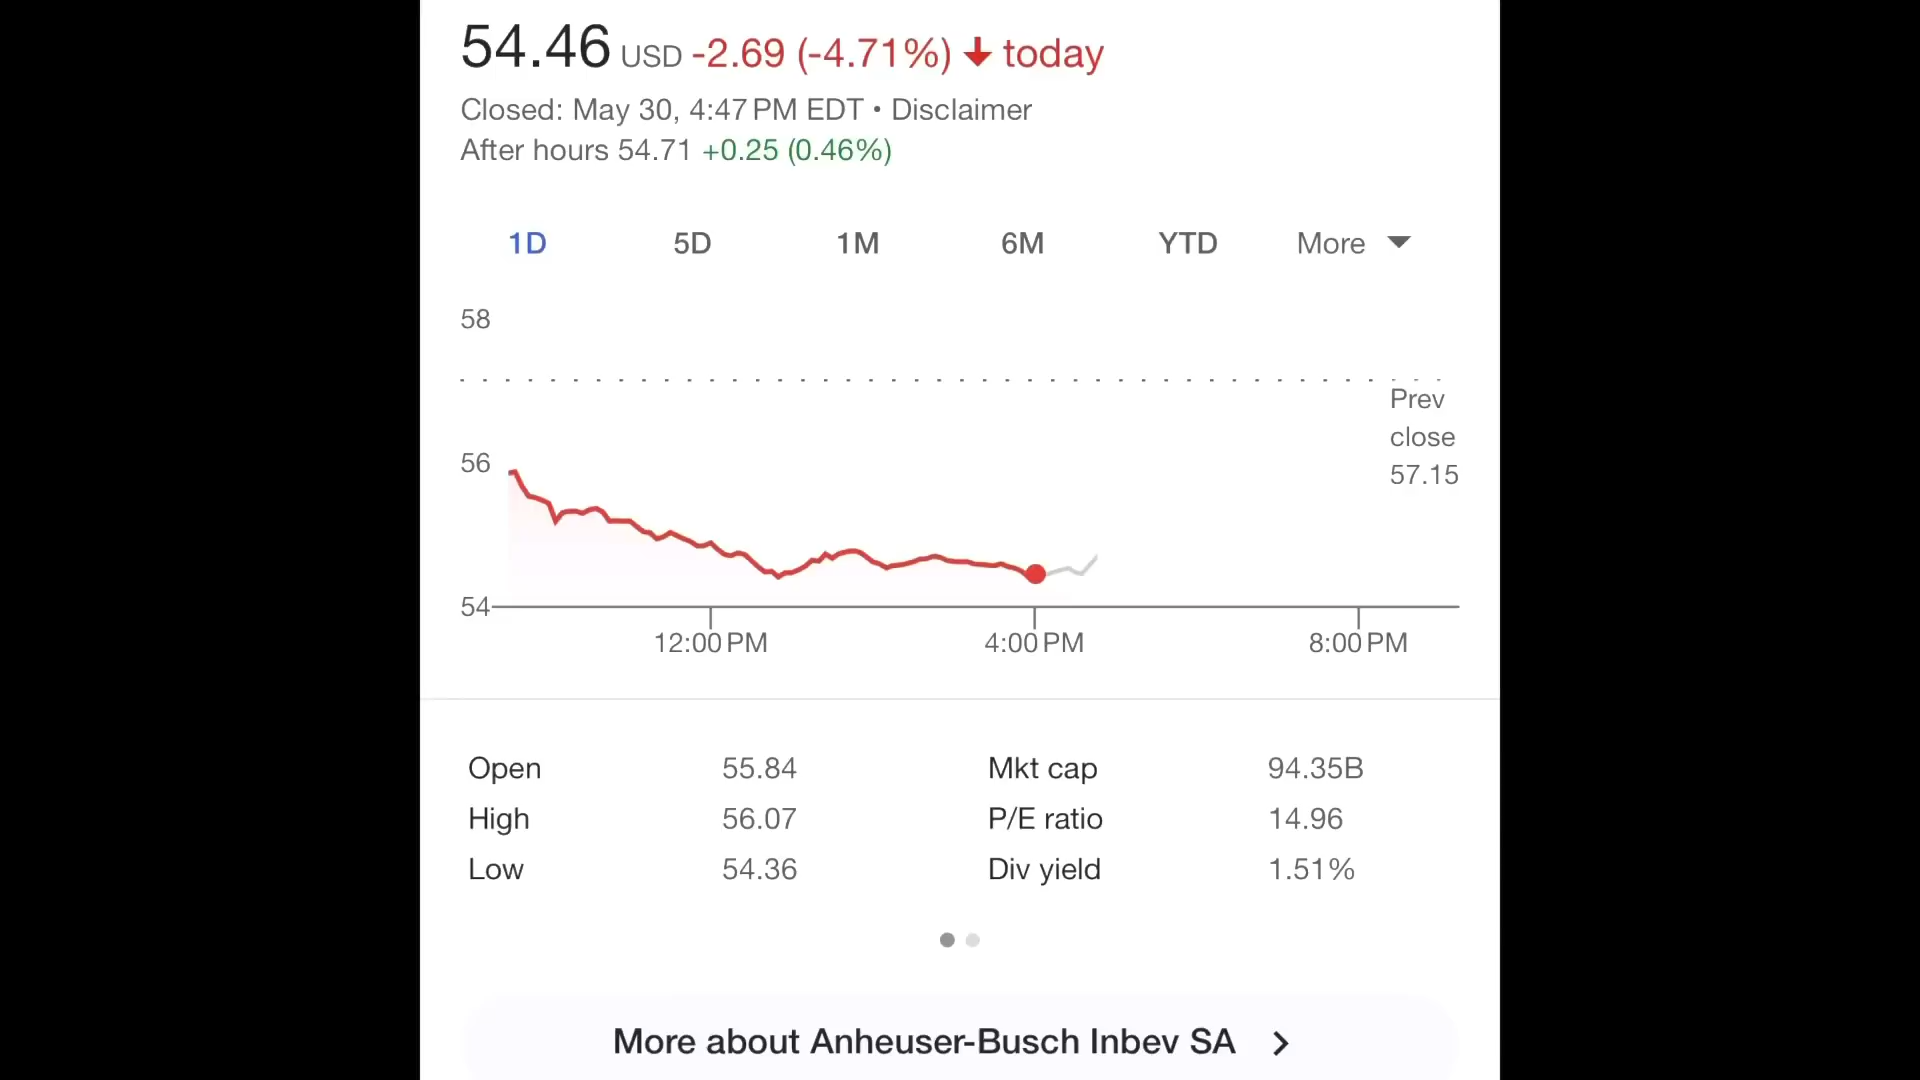 54.46 USD -2.69 (-4.71%) ↓ today
Closed: May 30, 4:47 PM EDT • Disclaimer
After hours 54.71 +0.25 (0.46%)
1D 5D 1M 6M YTD More
58
Prev
close
57.15
56
54
12:00 PM 4:00 PM 8:00 PM
Open 55.84 Mkt cap 94.35B
High 56.07 P/E ratio 14.96
Low 54.36 Div yield 1.51%
More about Anheuser-Busch Inbev SA